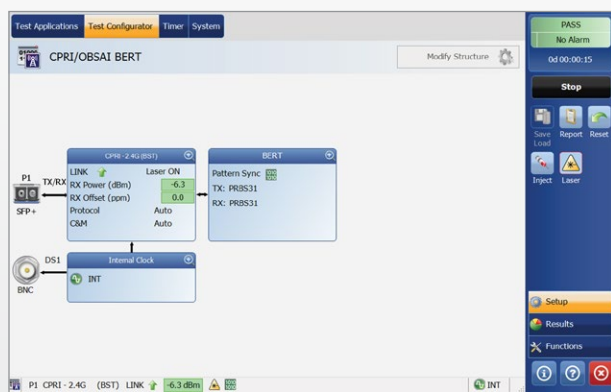 Test Applications
Test Configurator
Timer
System
CPRI/OBSAI BERT
Modify Structure
P1
TX/RX
SFP+
CPRI - 2.4G (BST)
LINK
Laser ON
RX Power (dBm)
-6.3
RX Offset (ppm)
0.0
Protocol
Auto
C&M
Auto
BERT
Pattern Sync
TX: PRBS31
RX: PRBS31
DS1
BNC
Internal Clock
INT
PASS
No Alarm
0d 00:00:15
Stop
Save
Load
Report
Reset
Inject
Laser
Setup
Results
Functions
P1 CPRI - 2.4G (BST) LINK -6.3 dBm
INT